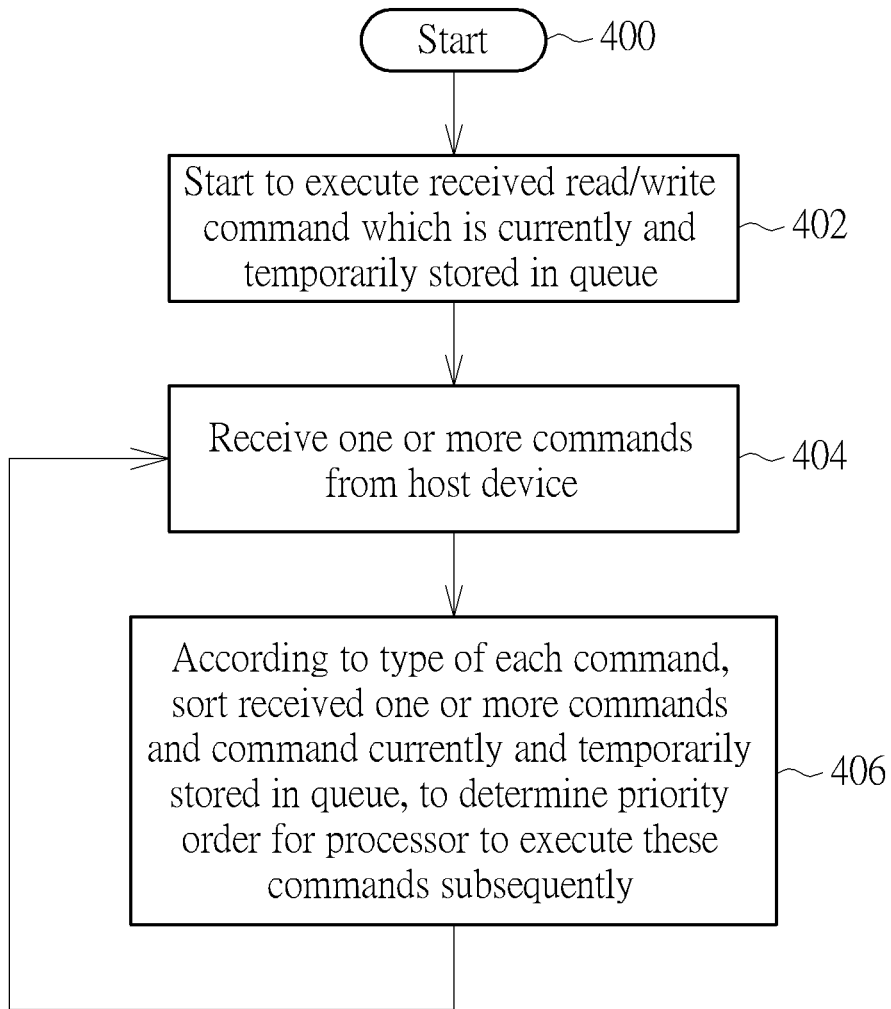 Start
400
Start to execute received read/write
command which is currently and
temporarily stored in queue
402
Receive one or more commands
from host device
404
According to type of each command,
sort received one or more commands
and command currently and temporarily
stored in queue, to determine priority
order for processor to execute these
commands subsequently
406